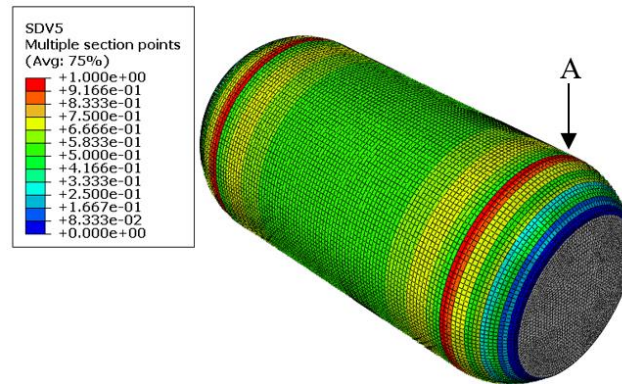 SDV5
Multiple section points
(Avg: 75%)
+1.000e+00
+9.166e-01
+8.333e-01
+7.500e-01
+6.666e-01
+5.833e-01
+5.000e-01
+4.166e-01
+3.333e-01
+2.500e-01
+1.667e-01
+8.333e-02
+0.000e+00
A